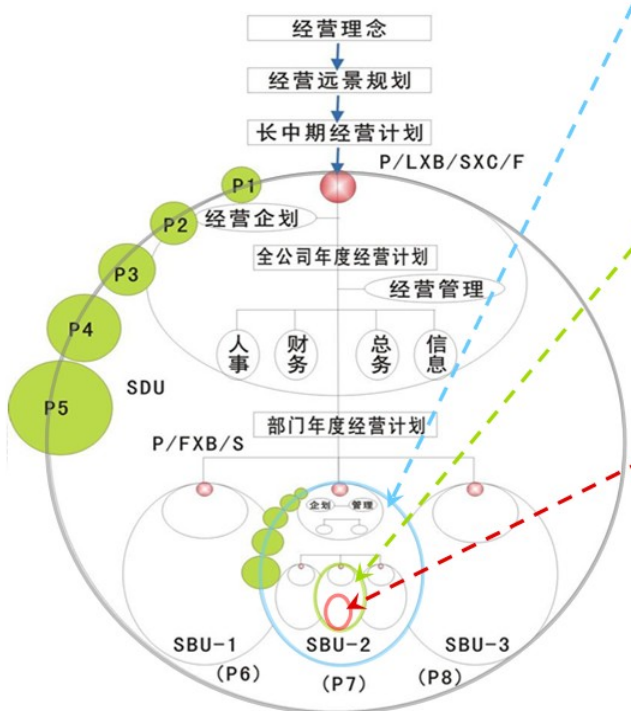 经营理念
经营远景规划
长中期经营计划
P/LXB/SXC/F
P1
P2
经营企划
P3
全公司年度经营计划
经营管理
P4
人事
财务
总务
信息
P5
SDU
部门年度经营计划
P/FXB/S
企划
管理
SBU-1
SBU-2
SBU-3
(P6)
(P7)
(P8)